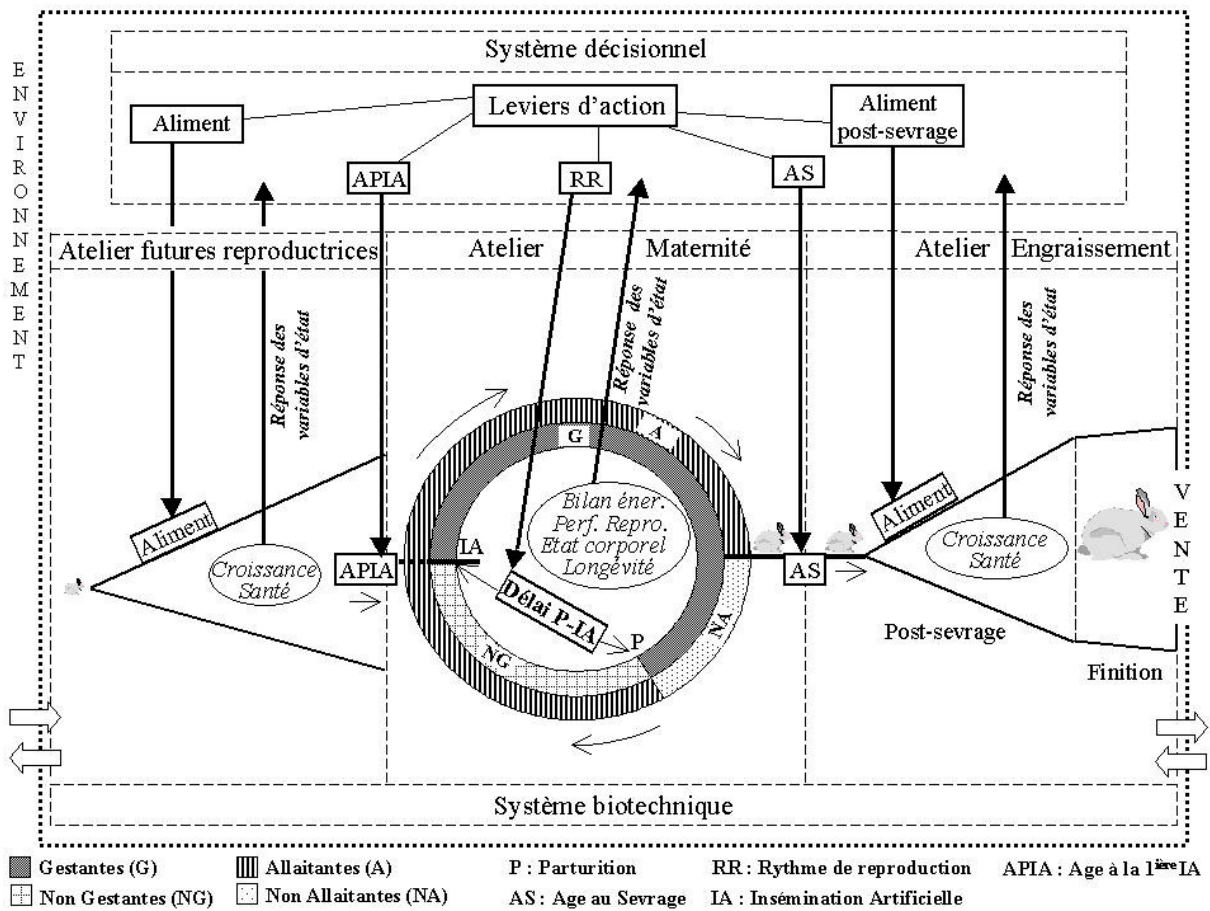 ENVIRONNEMENT
Système décisionnel
Aliment
Leviers d'action
Aliment
post-sevrage
APIA
RR
AS
Atelier futures reproductrices
Atelier Maternité
Atelier Engraissement
Réponse des
variables d'état
Réponse des
variables d'état
Réponse des
variables d'état
Aliment
Croissance
Santé
APIA
G
A
IA
Bilan éner.
Perf. Repro.
Etat corporel
Longévité
Délai P-IA
P
NG
NA
AS
Aliment
Croissance
Santé
Post-sevrage
Finition
VENTE
Système biotechnique
Gestantes (G)
Allaitantes (A)
P : Parturition
RR : Rythme de reproduction
APIA : Age à la 1ière IA
Non Gestantes (NG)
Non Allaitantes (NA)
AS : Age au Sevrage
IA : Insémination Artificielle